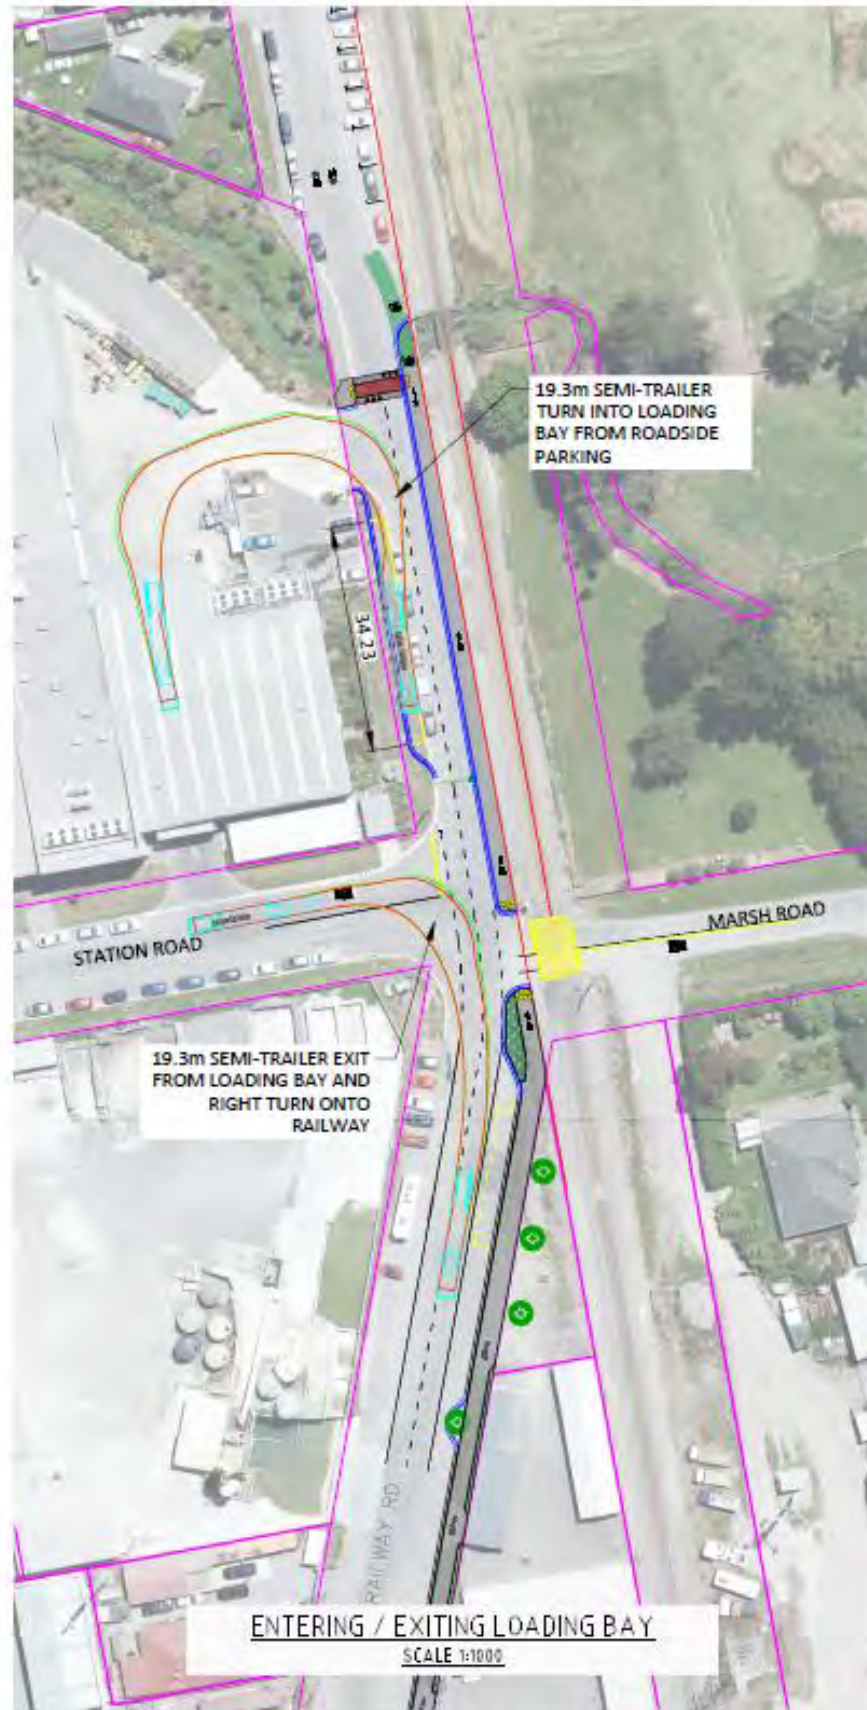 19.3m SEMI-TRAILER
TURN INTO LOADING
BAY FROM ROADSIDE
PARKING
34.23
MARSH ROAD
STATION ROAD
19.3m SEMI-TRAILER EXIT
FROM LOADING BAY AND
RIGHT TURN ONTO
RAILWAY
RAILWAY RD
ENTERING / EXITING LOADING BAY
SCALE 1:1000